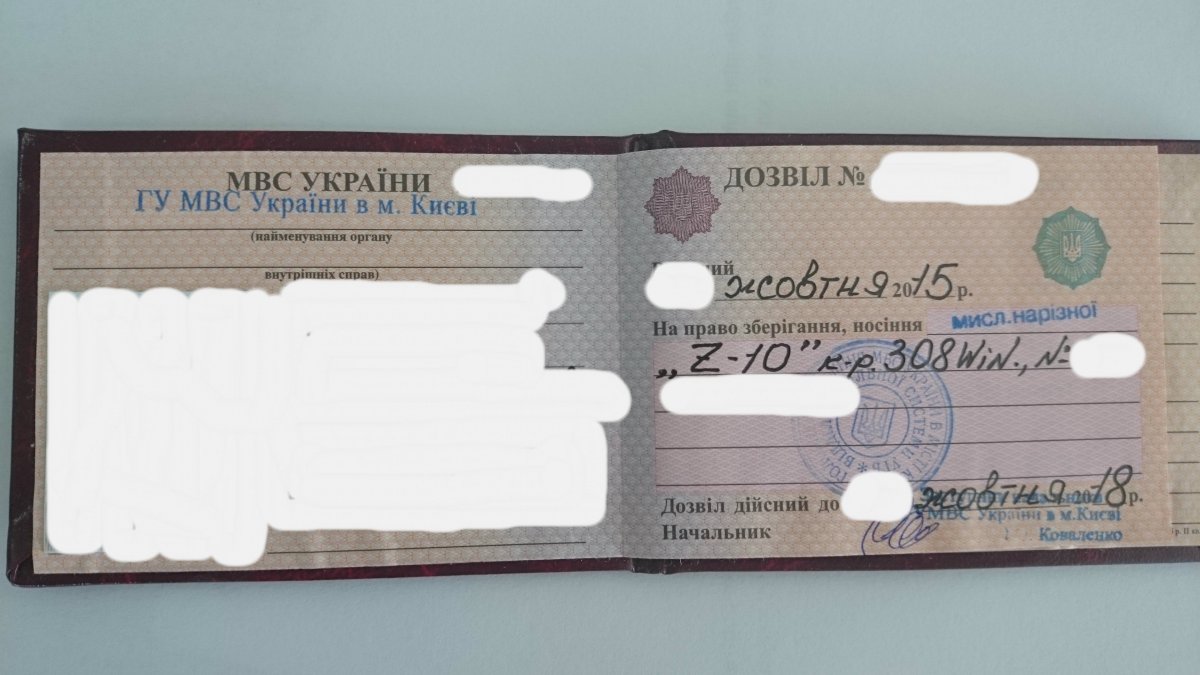 МВС УКРАЇНИ
ГУ МВС України в м. Києві
(найменування органу
внутрішніх справ)
ДОЗВІЛ №
жовтня 2015 р.
На право зберігання, носіння мисл.нарізної
„Z-10” к-р. 308WiN., №
Дозвіл дійсний до жовтня 2018 р.
МВС України в м.Києві
Начальник
Коваленко